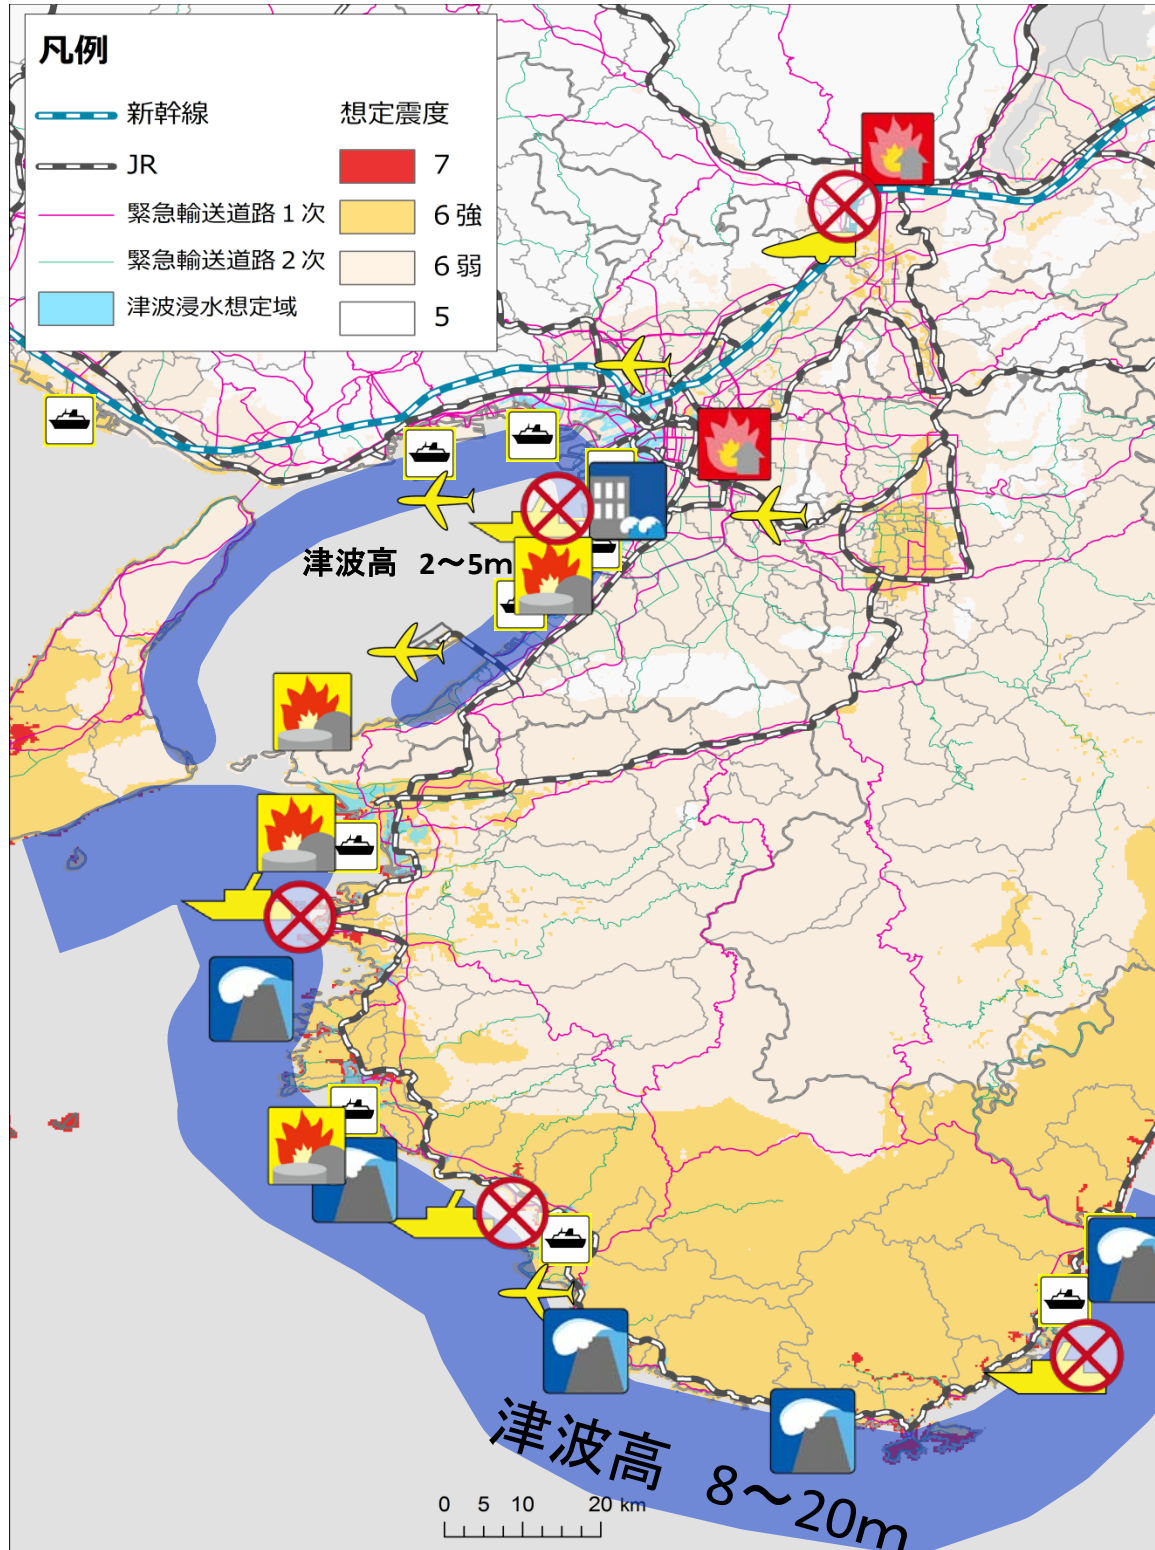 凡例
新幹線
JR
緊急輸送道路１次
緊急輸送道路２次
津波浸水想定域
想定震度
7
6強
6弱
5
津波高 2～5m
津波高 8～20m
0 5 10 20 km